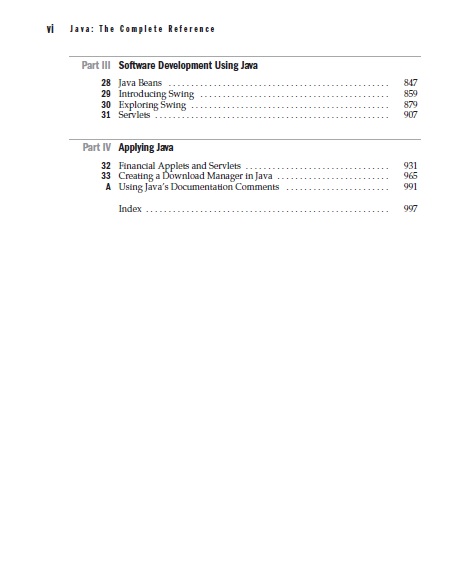 vi Java: The Complete Reference
Part III Software Development Using Java
28 Java Beans ........................................ 847
29 Introducing Swing ........................................ 859
30 Exploring Swing ........................................ 879
31 Servlets ........................................ 907
Part IV Applying Java
32 Financial Applets and Servlets ........................................ 931
33 Creating a Download Manager in Java ........................................ 965
A Using Java's Documentation Comments ........................................ 991
Index ........................................ 997